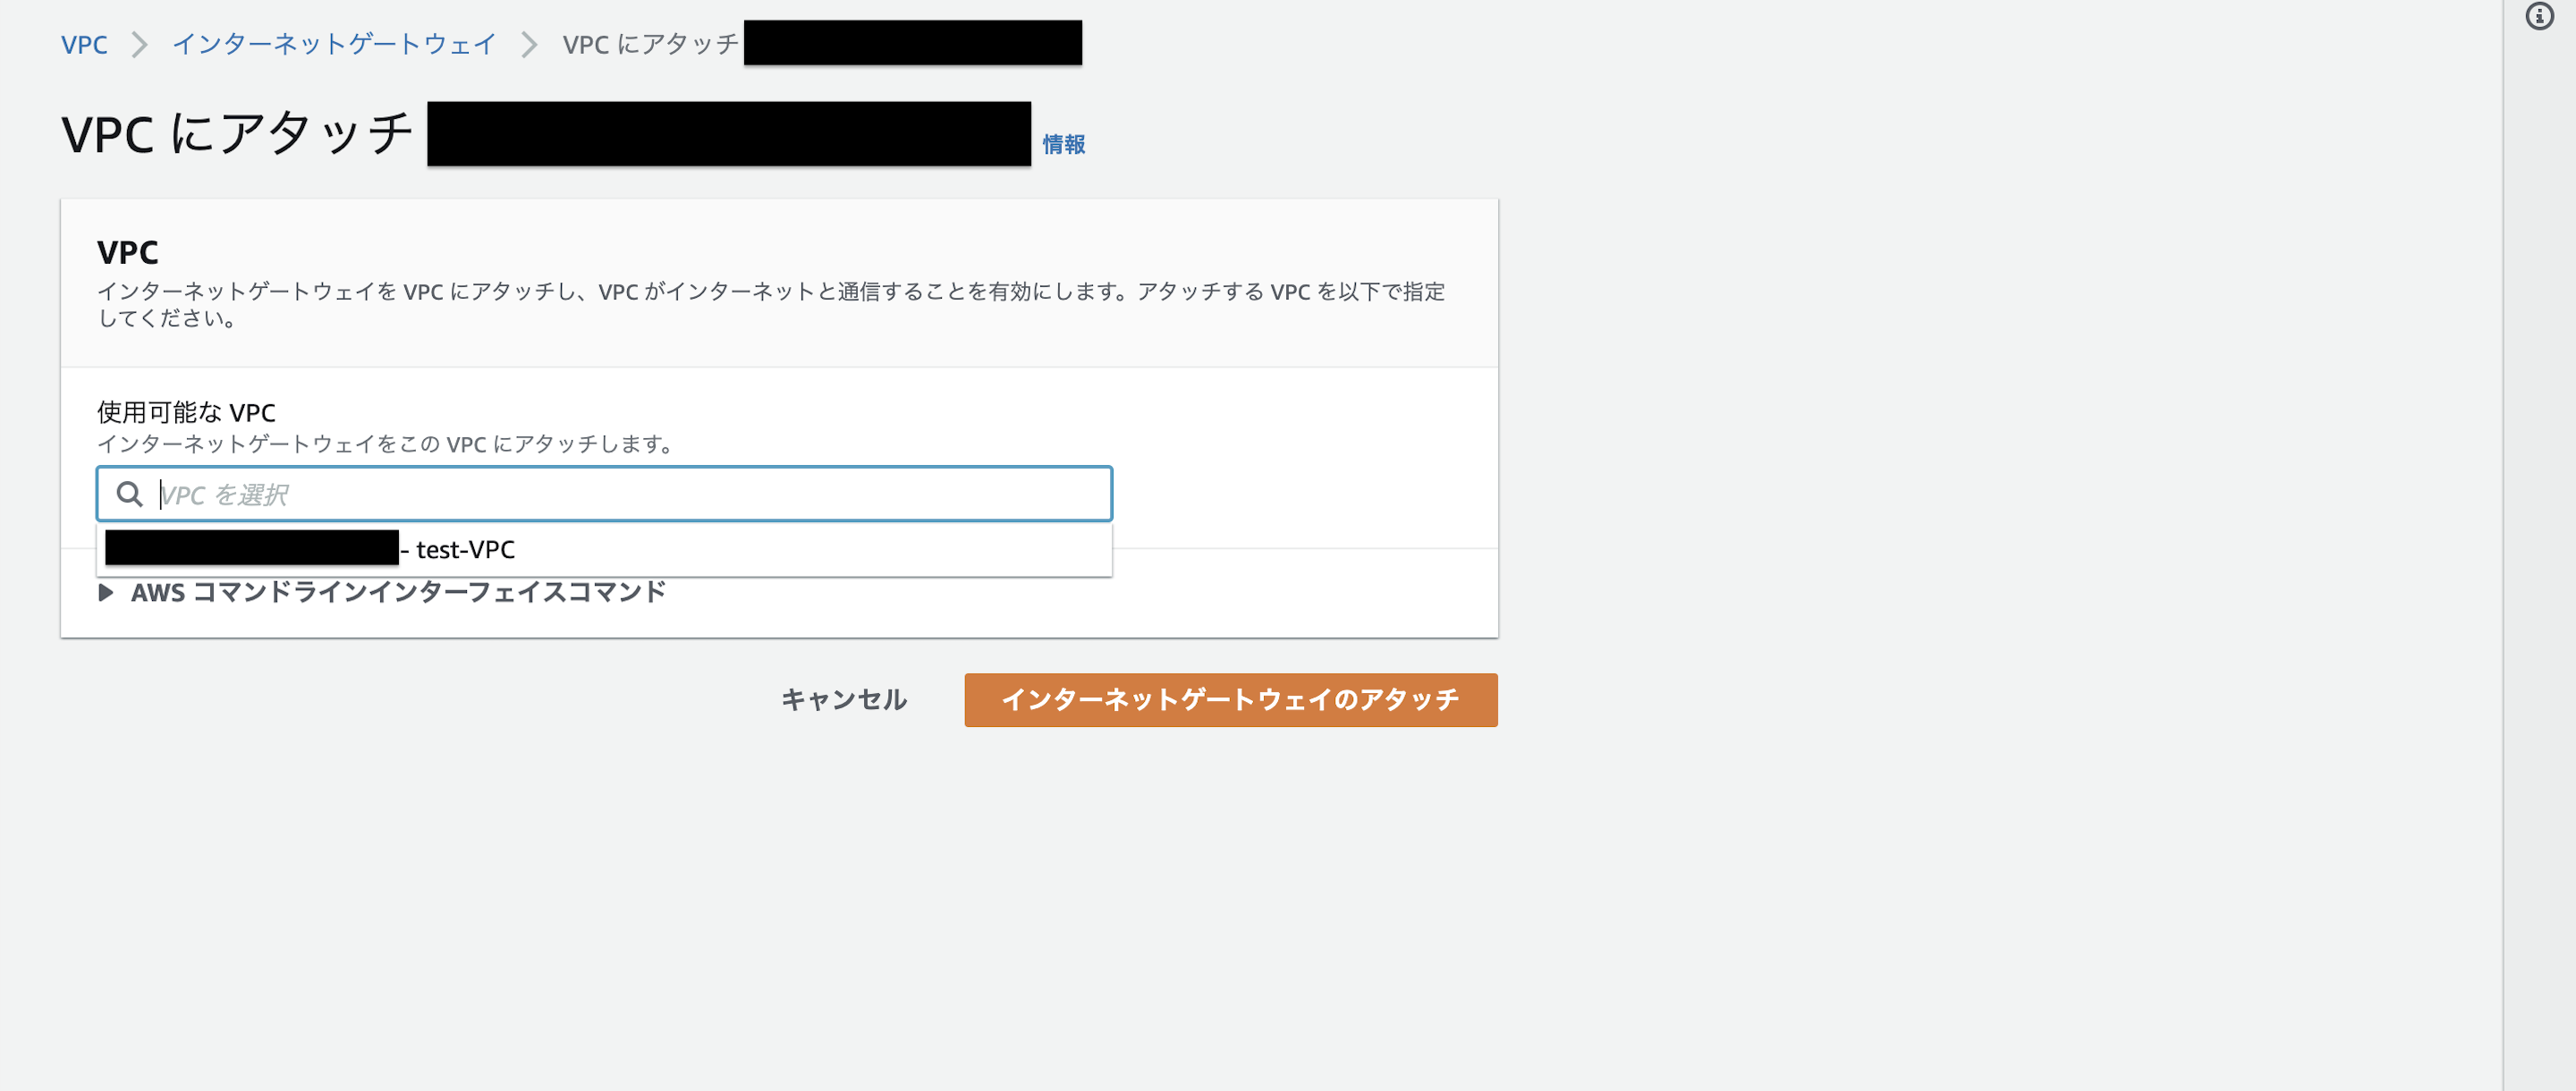 VPC > インターネットゲートウェイ > VPC にアタッチ
VPC にアタッチ 情報
VPC
インターネットゲートウェイを VPC にアタッチし、VPC がインターネットと通信することを有効にします。アタッチする VPC を以下で指定
してください。
使用可能な VPC
インターネットゲートウェイをこの VPC にアタッチします。
VPC を選択
- test-VPC
AWS コマンドラインインターフェイスコマンド
キャンセル インターネットゲートウェイのアタッチ